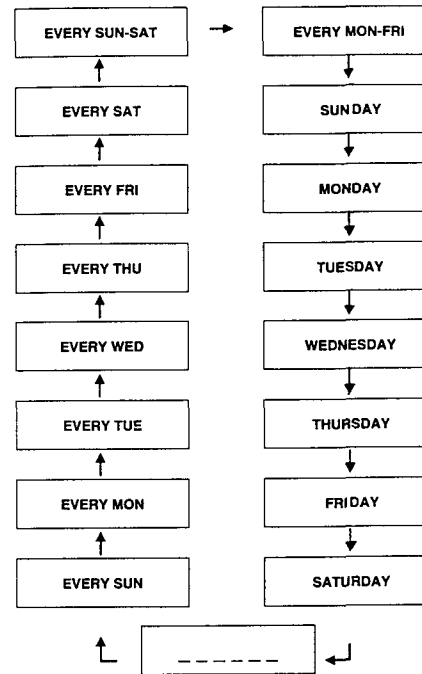 EVERY SUN-SAT
EVERY MON-FRI
EVERY SAT
SUNDAY
EVERY FRI
MONDAY
EVERY THU
TUESDAY
EVERY WED
WEDNESDAY
EVERY TUE
THURSDAY
EVERY MON
FRIDAY
EVERY SUN
SATURDAY
_ _ _ _ _ _